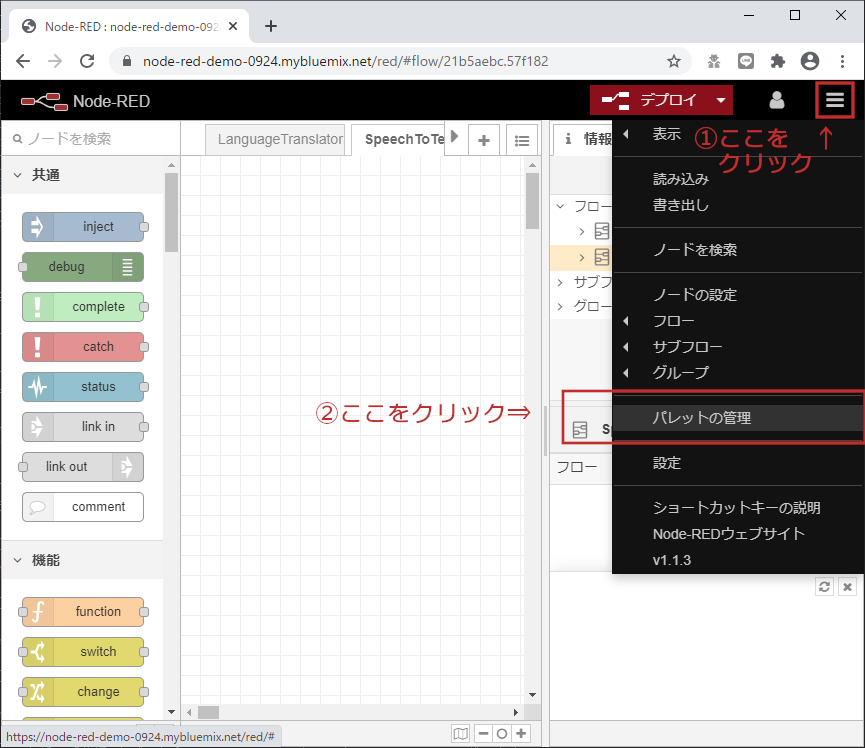 Node-RED : node-red-demo-092
node-red-demo-0924.mybluemix.net/red/#flow/21b5aebc.57f182
Node-RED
デプロイ
ノードを検索
LanguageTranslator
SpeechToTe
i 情報
共通
inject
debug
complete
catch
status
link in
link out
comment
機能
function
switch
change
フロー
サブフ
グロー
フロー
表示
読み込み
書き出し
ノードを検索
ノードの設定
フロー
サブフロー
グループ
パレットの管理
設定
ショートカットキーの説明
Node-REDウェブサイト
v1.1.3
①ここを ↑
クリック
②ここをクリック⇒
https://node-red-demo-0924.mybluemix.net/red/#